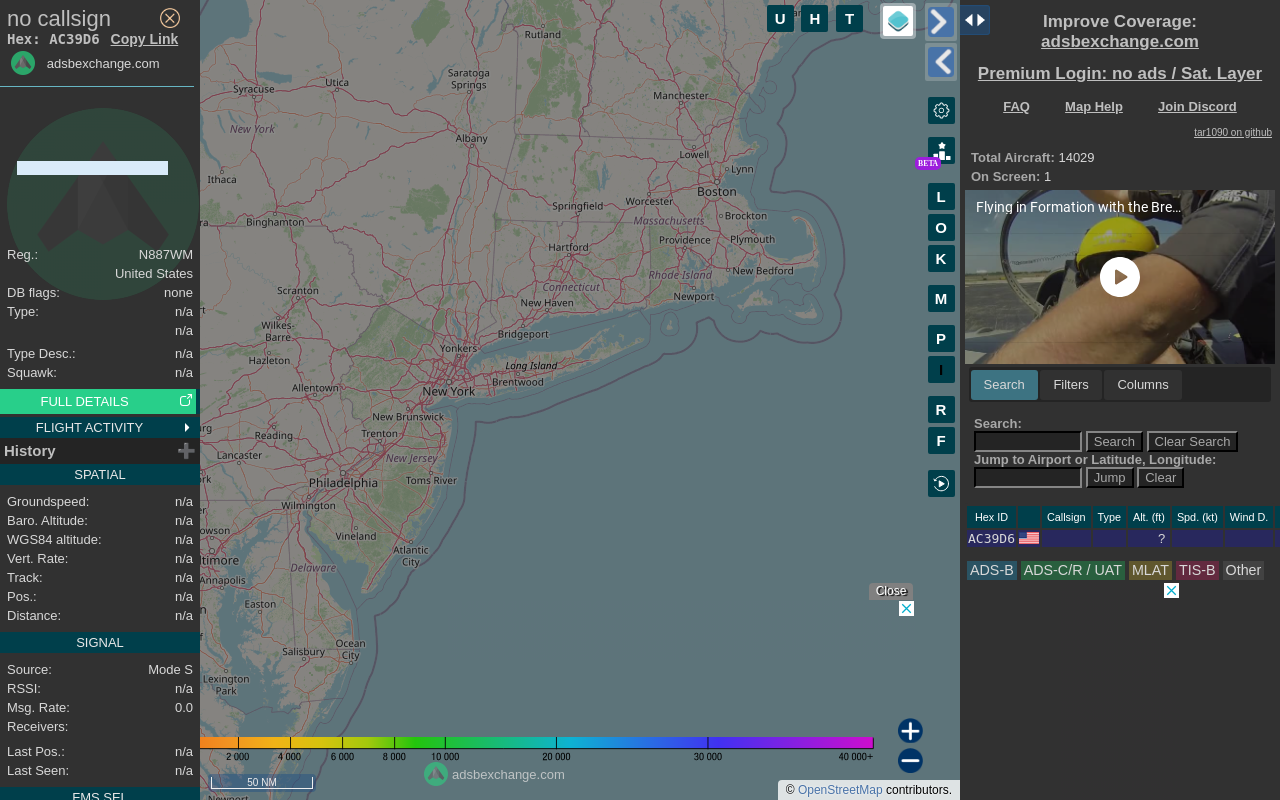 no callsign
Hex: AC39D6 Copy Link
adsbexchange.com
Reg.: N887WM
United States
DB flags: none
Type: n/a
n/a
Type Desc.: n/a
Squawk: n/a
FULL DETAILS
FLIGHT ACTIVITY
History
SPATIAL
Groundspeed: n/a
Baro. Altitude: n/a
WGS84 altitude: n/a
Vert. Rate: n/a
Track: n/a
Pos.: n/a
Distance: n/a
SIGNAL
Source: Mode S
RSSI: n/a
Msg. Rate: 0.0
Receivers:
Last Pos.: n/a
Last Seen: n/a
FMS SEL
U H T
BETA
L
O
K
M
P
I
R
F
Rutland
Utica
Saratoga
Springs
Syracuse
Manchester
New York
Albany
Lowell
Lynn
Ithaca
Boston
Worcester
Springfield
Brockton
Massachusetts
Binghamton
Providence
Plymouth
Hartford
New Bedford
Rhode Island
Connecticut
Scranton
Newport
New Haven
Wilkes-
Barre
Bridgeport
Yonkers
Hazleton
Long Island
Brentwood
Allentown
New York
New Brunswick
Reading
Trenton
Lancaster
New Jersey
Toms River
Philadelphia
Wilmington
Vineland
Atlantic
City
Delaware
Annapolis
Easton
Ocean
City
Salisbury
Lexington
Park
Newport
Close
2 000 4 000 6 000 8 000 10 000 20 000 30 000 40 000+
50 NM
adsbexchange.com
© OpenStreetMap contributors.
Improve Coverage:
adsbexchange.com
Premium Login: no ads / Sat. Layer
FAQ Map Help Join Discord
tar1090 on github
Total Aircraft: 14029
On Screen: 1
Flying in Formation with the Bre...
Search Filters Columns
Search:
Search Clear Search
Jump to Airport or Latitude, Longitude:
Jump Clear
Hex ID Callsign Type Alt. (ft) Spd. (kt) Wind D.
AC39D6 ?
ADS-B ADS-C/R / UAT MLAT TIS-B Other